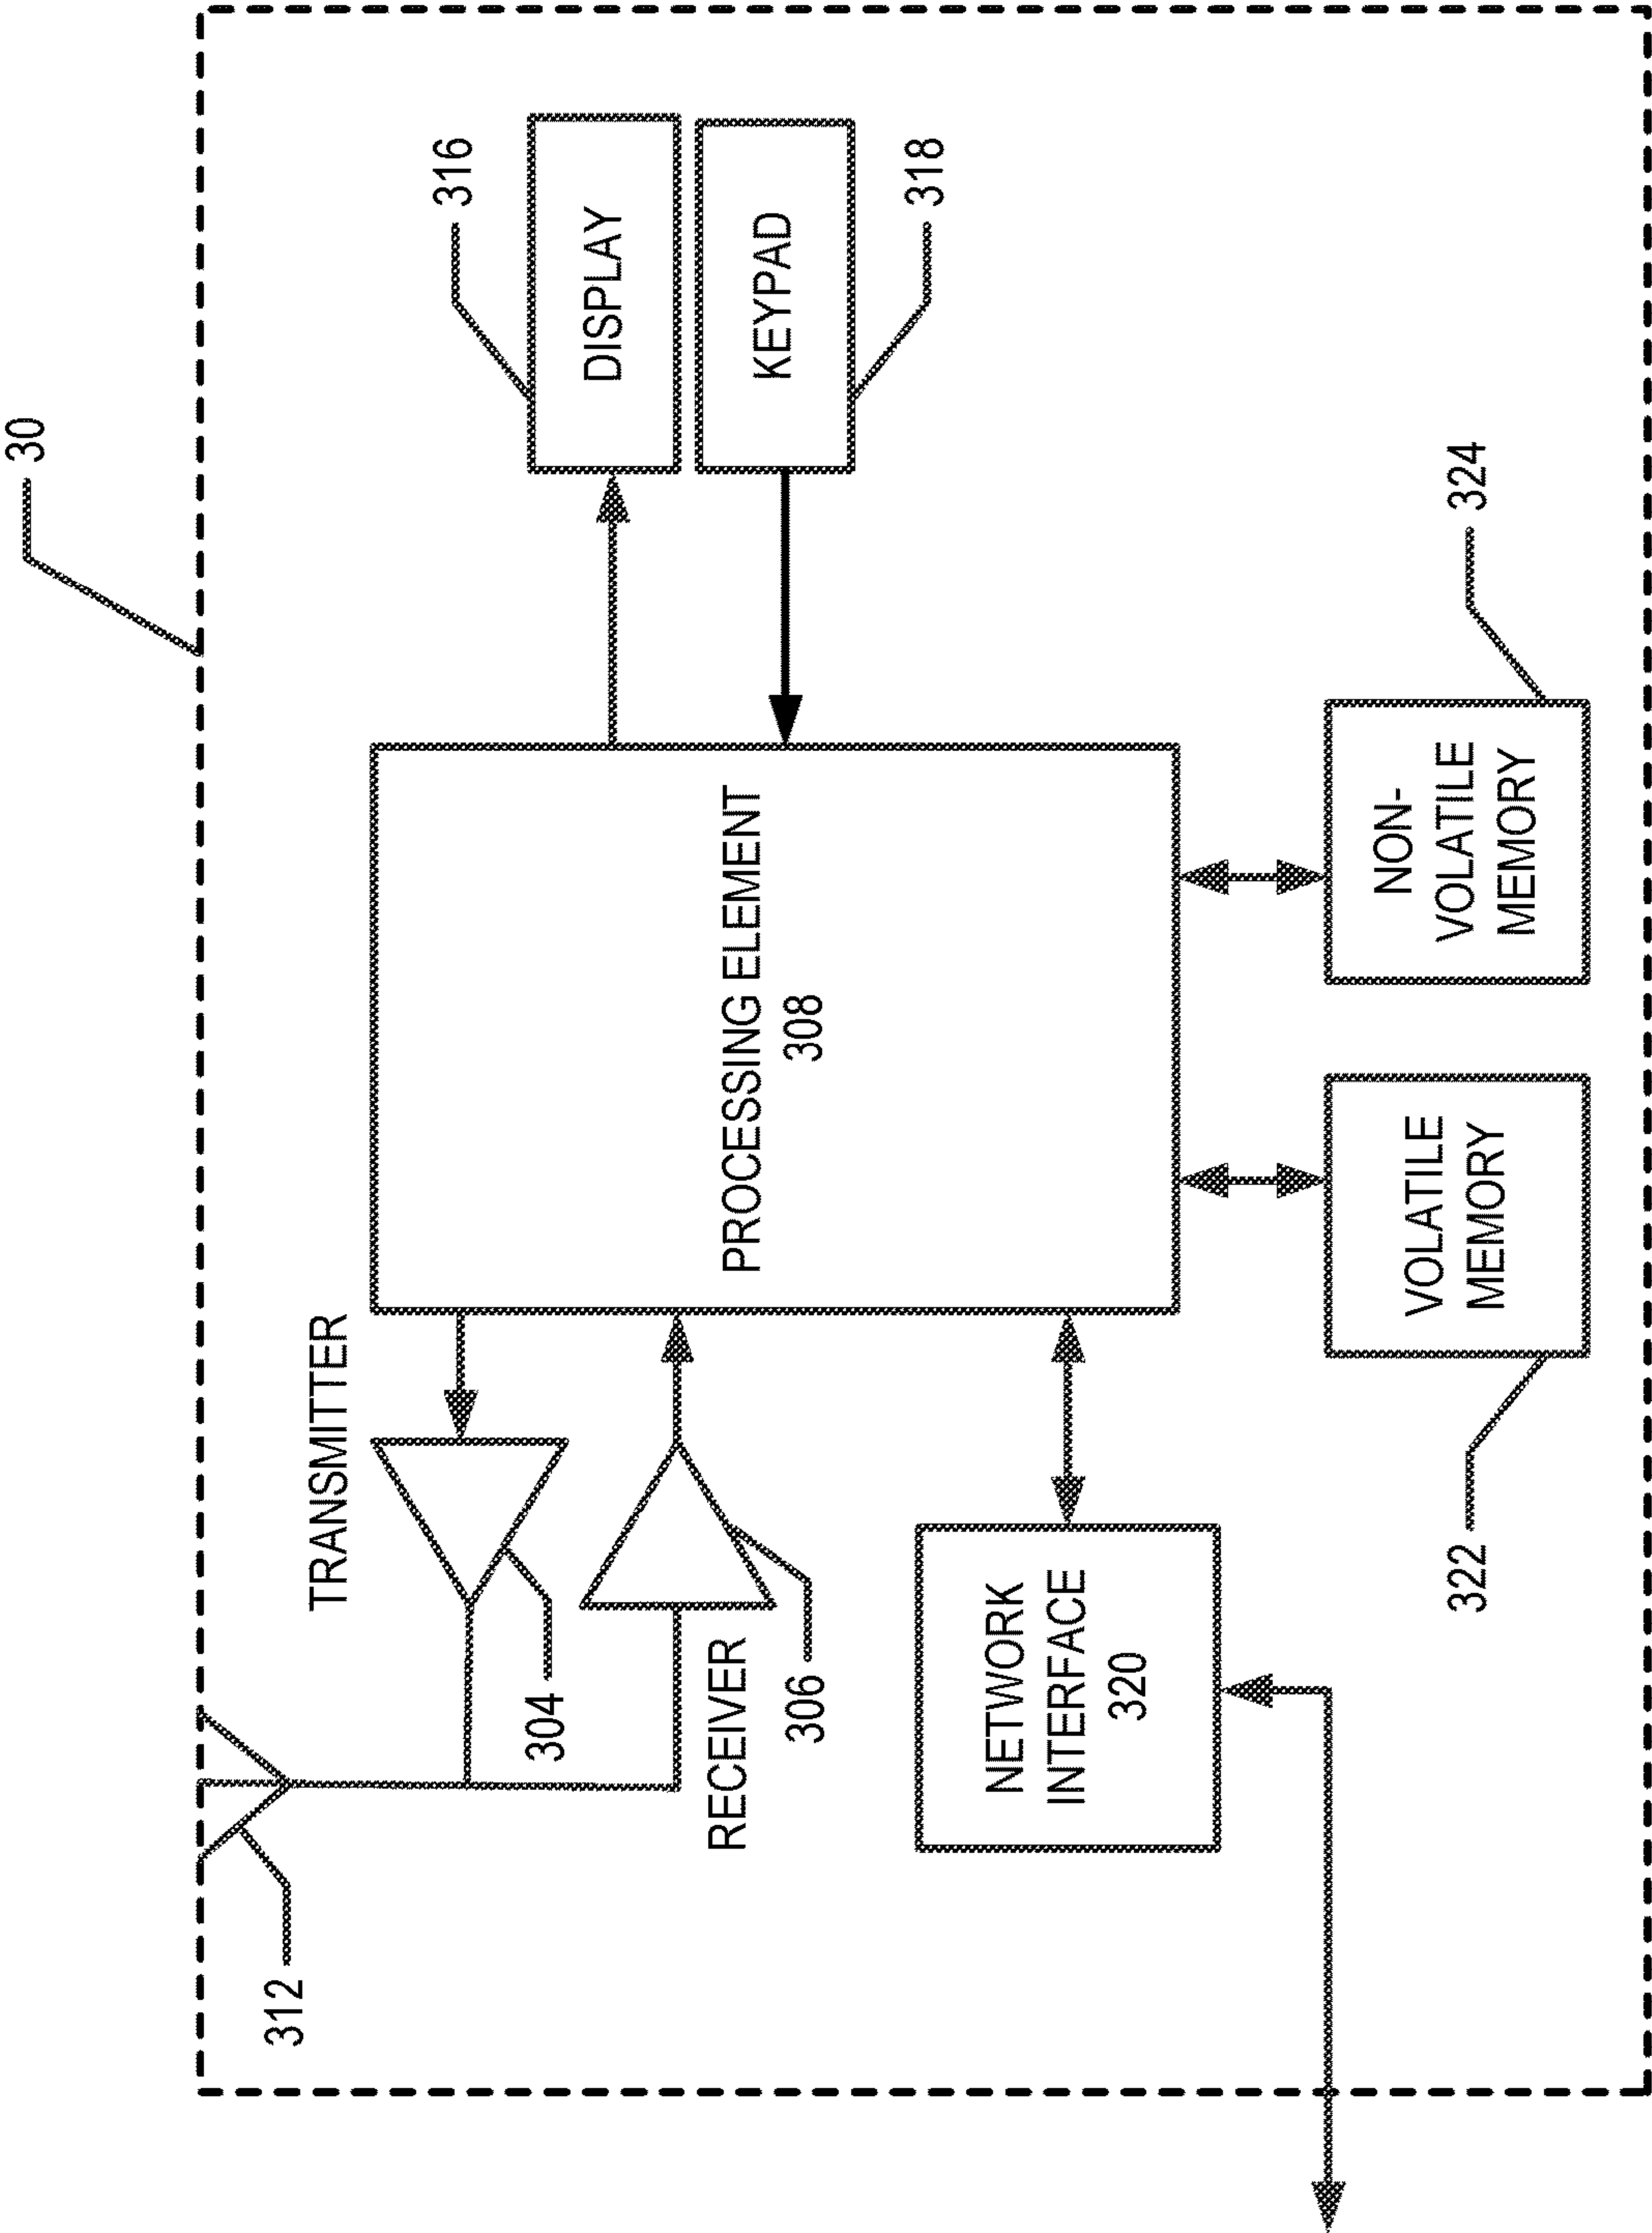 30
312
TRANSMITTER
304
RECEIVER
306
PROCESSING ELEMENT
308
316
DISPLAY
KEYPAD
318
NETWORK
INTERFACE
320
322
VOLATILE
MEMORY
NON-
VOLATILE
MEMORY
324